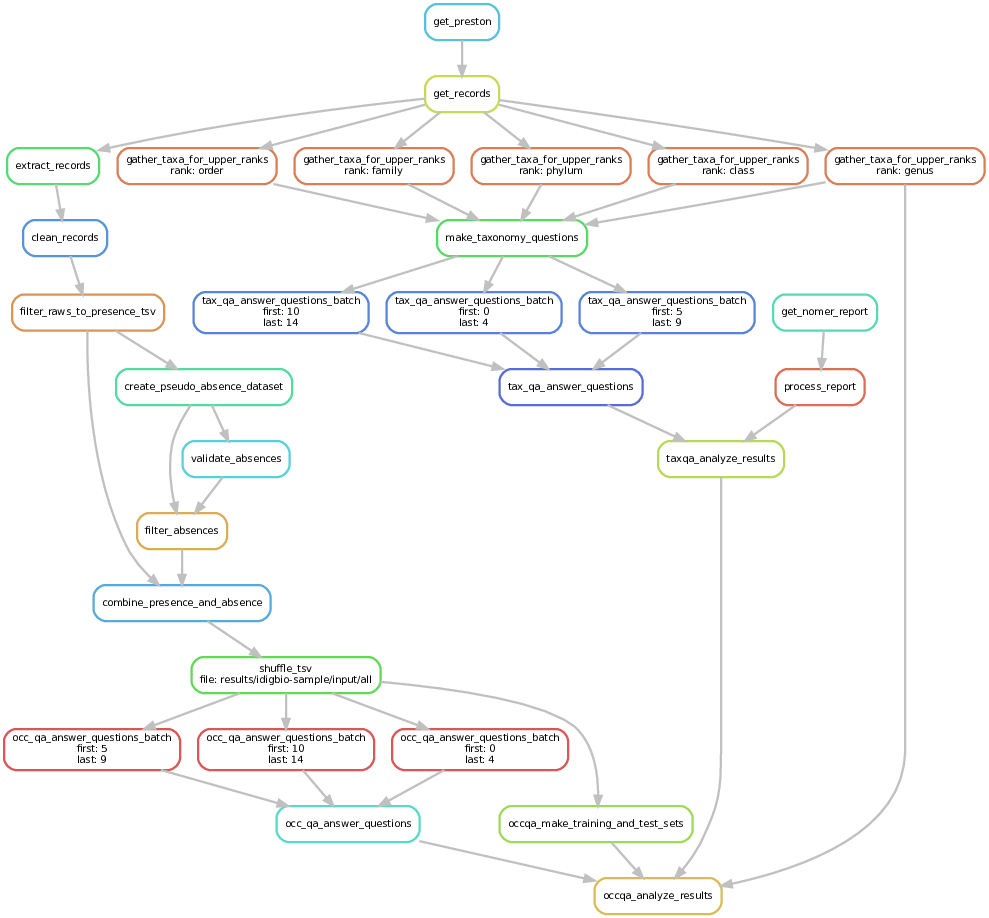 get_preston
get_records
extract_records
gather_taxa_for_upper_ranks
rank: order
gather_taxa_for_upper_ranks
rank: family
gather_taxa_for_upper_ranks
rank: phylum
gather_taxa_for_upper_ranks
rank: class
gather_taxa_for_upper_ranks
rank: genus
clean_records
make_taxonomy_questions
filter_raws_to_presence_tsv
tax_qa_answer_questions_batch
first: 10
last: 14
tax_qa_answer_questions_batch
first: 0
last: 4
tax_qa_answer_questions_batch
first: 5
last: 9
get_nomer_report
create_pseudo_absence_dataset
tax_qa_answer_questions
process_report
validate_absences
taxqa_analyze_results
filter_absences
combine_presence_and_absence
shuffle_tsv
file: results/idigbio-sample/input/all
occ_qa_answer_questions_batch
first: 5
last: 9
occ_qa_answer_questions_batch
first: 10
last: 14
occ_qa_answer_questions_batch
first: 0
last: 4
occ_qa_answer_questions
occqa_make_training_and_test_sets
occqa_analyze_results